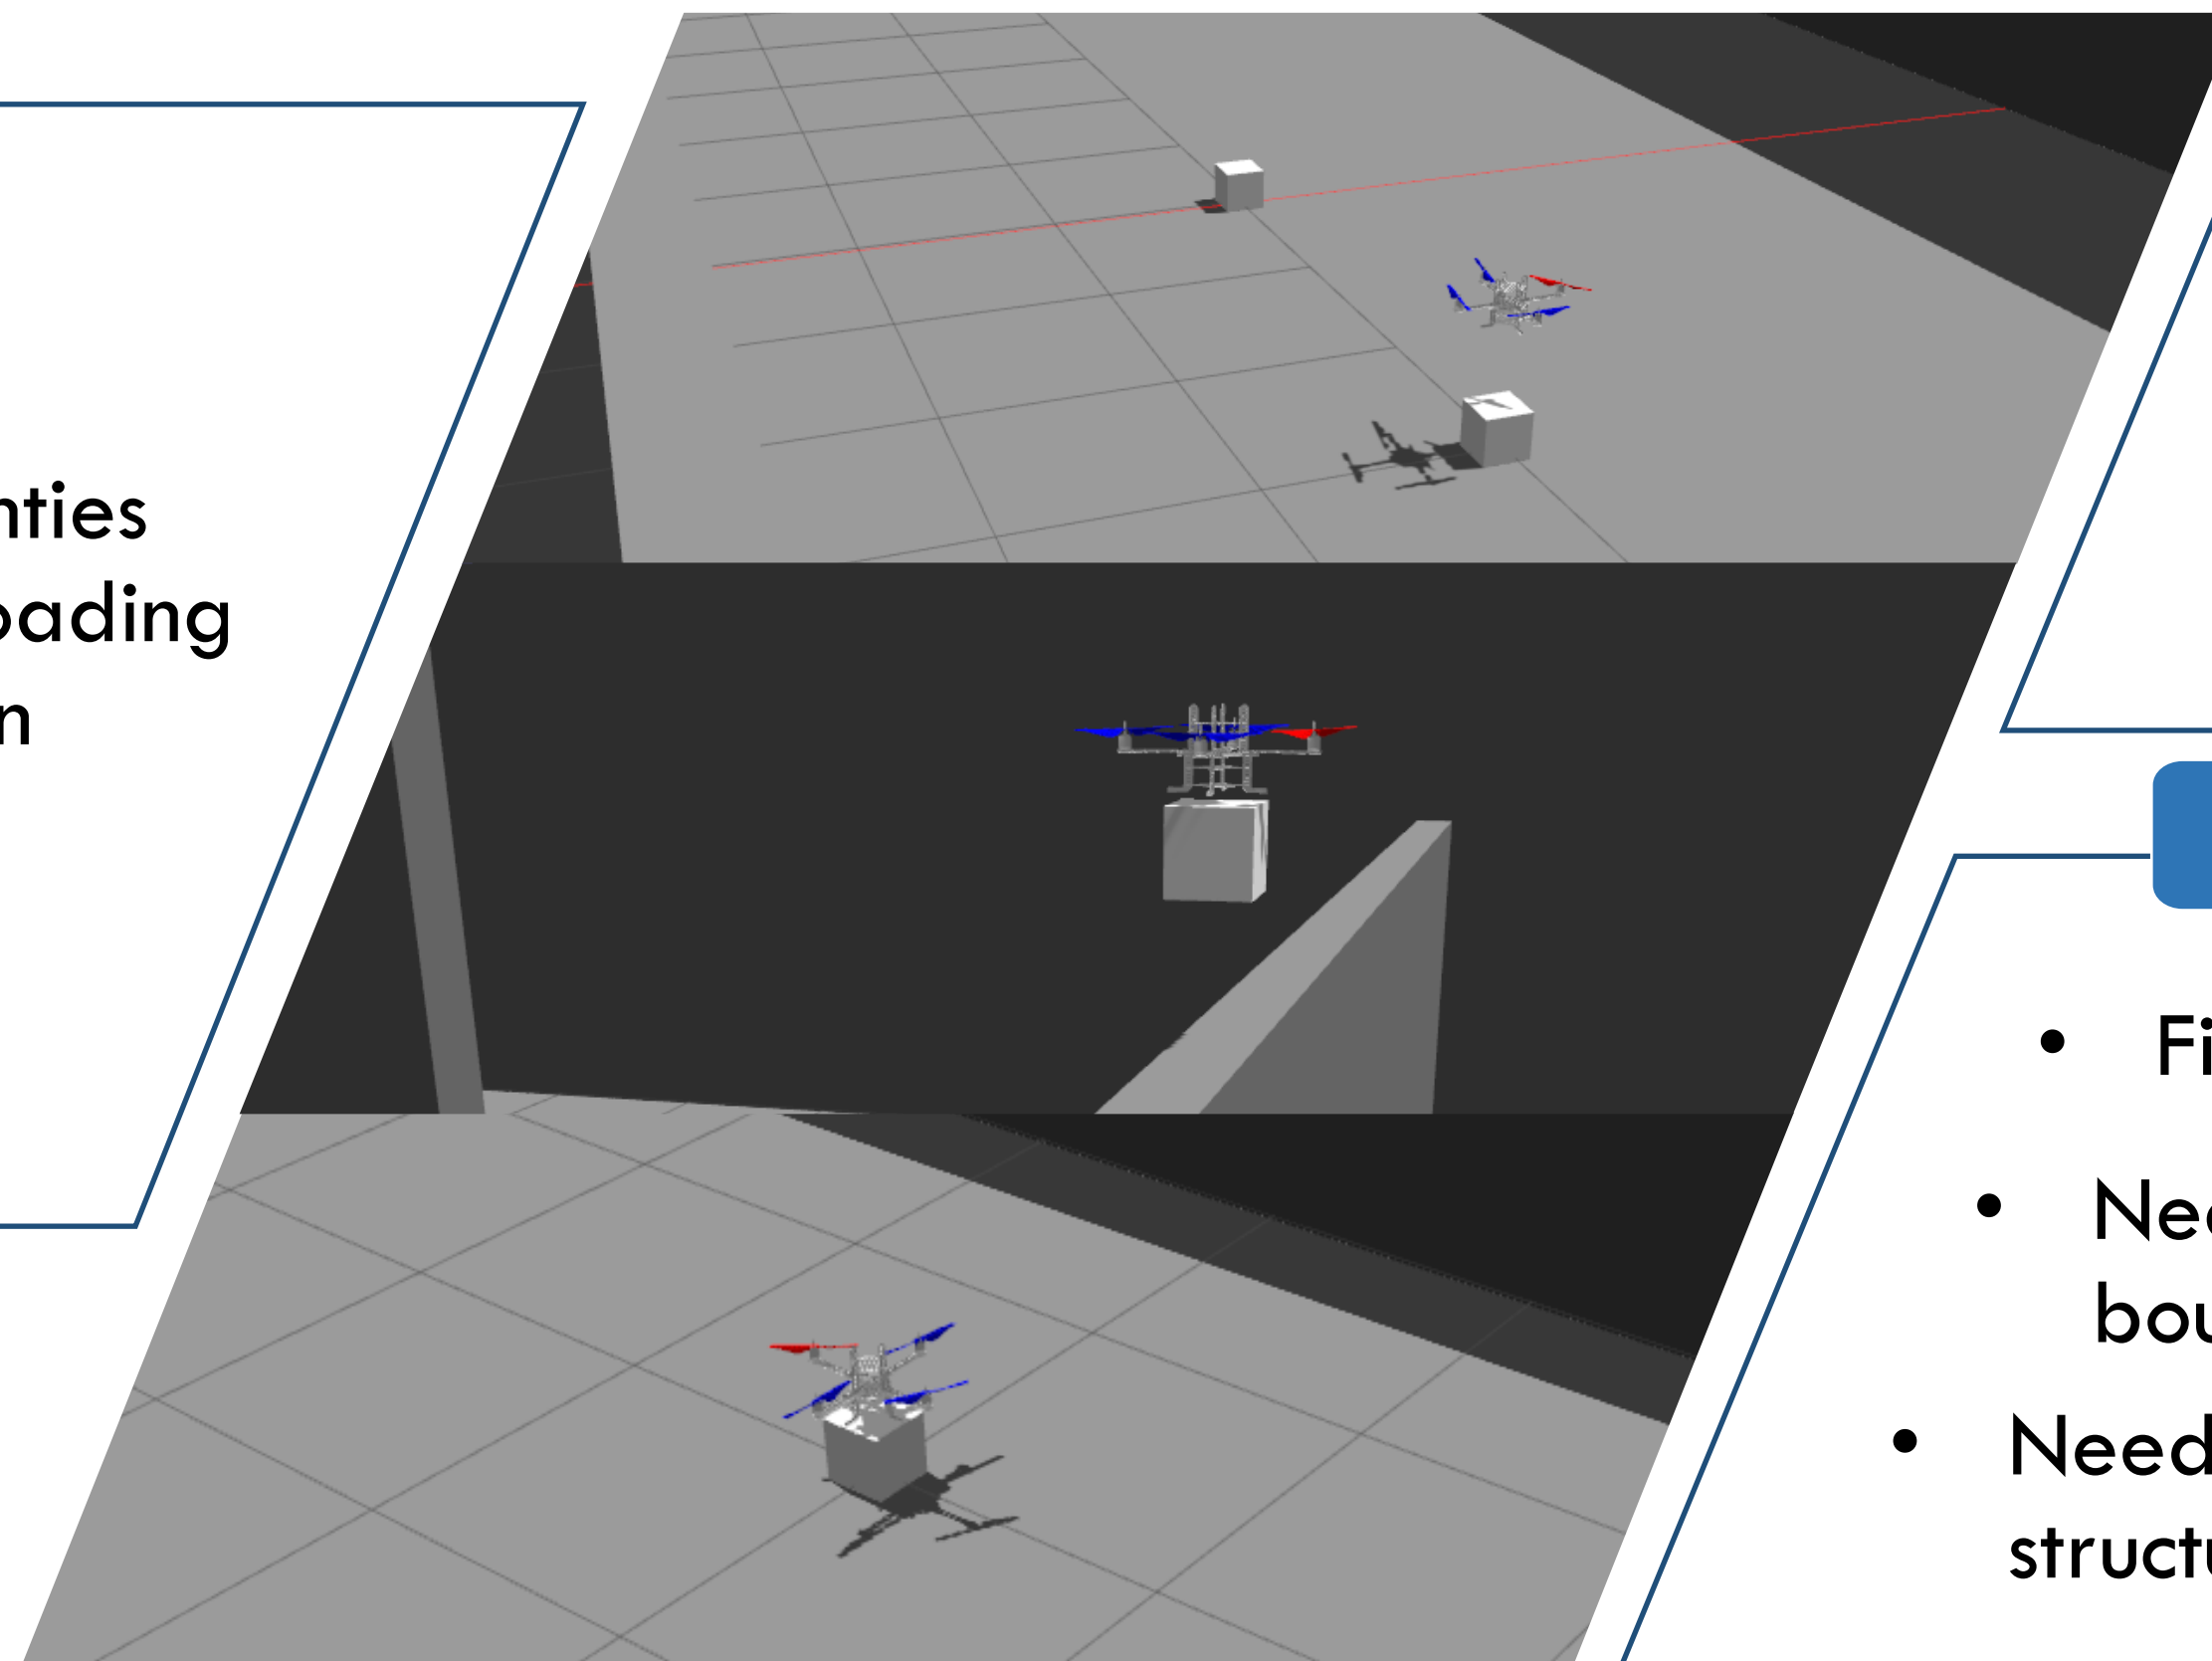 nties
oading
n
• Fi
• Nee
bou
• Need
structu